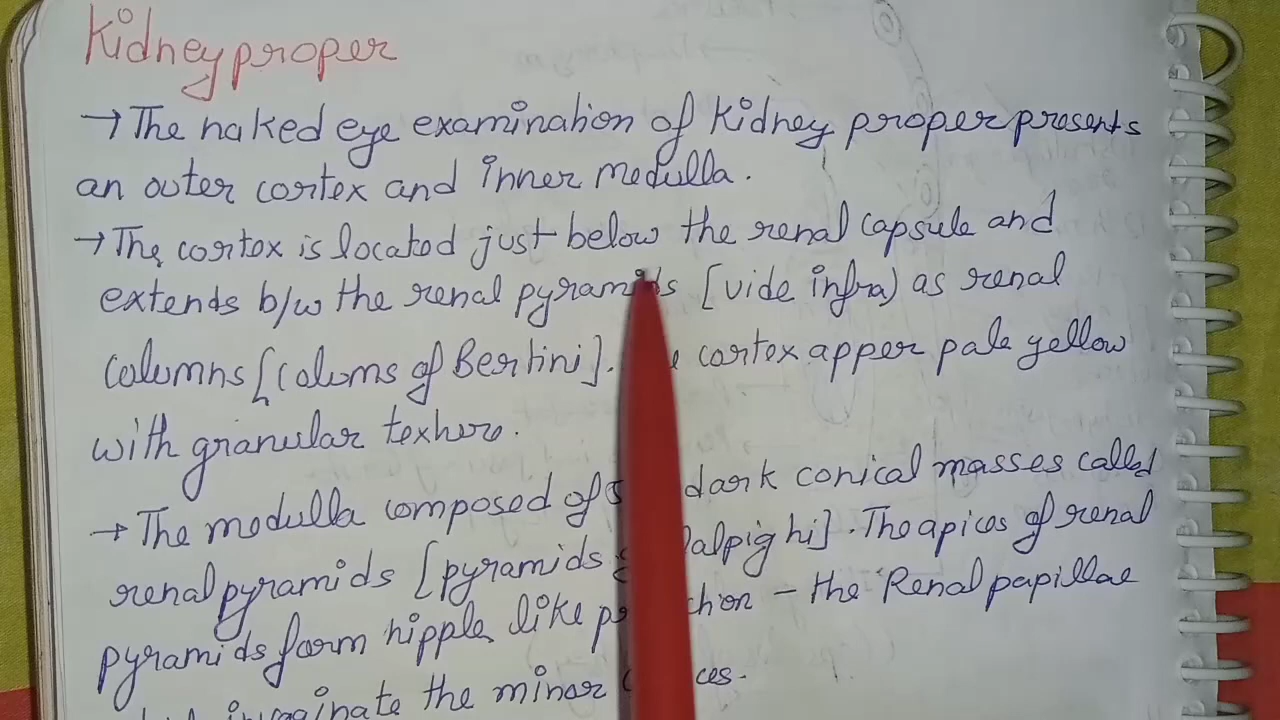 Kidney proper
→ The naked eye examination of Kidney proper presents
an outer cortex and inner medulla.
→ The cortex is located just below the renal capsule and
extends b/w the renal pyramids [vide infra) as renal
columns [colums of Bertini]. cortex apper pale yellow
with granular texture.
→ The medulla composed of dark conical masses called
renal pyramids [pyramids . The apices of renal
pyramids form nipple like - the Renal papillae
invaginate the minor